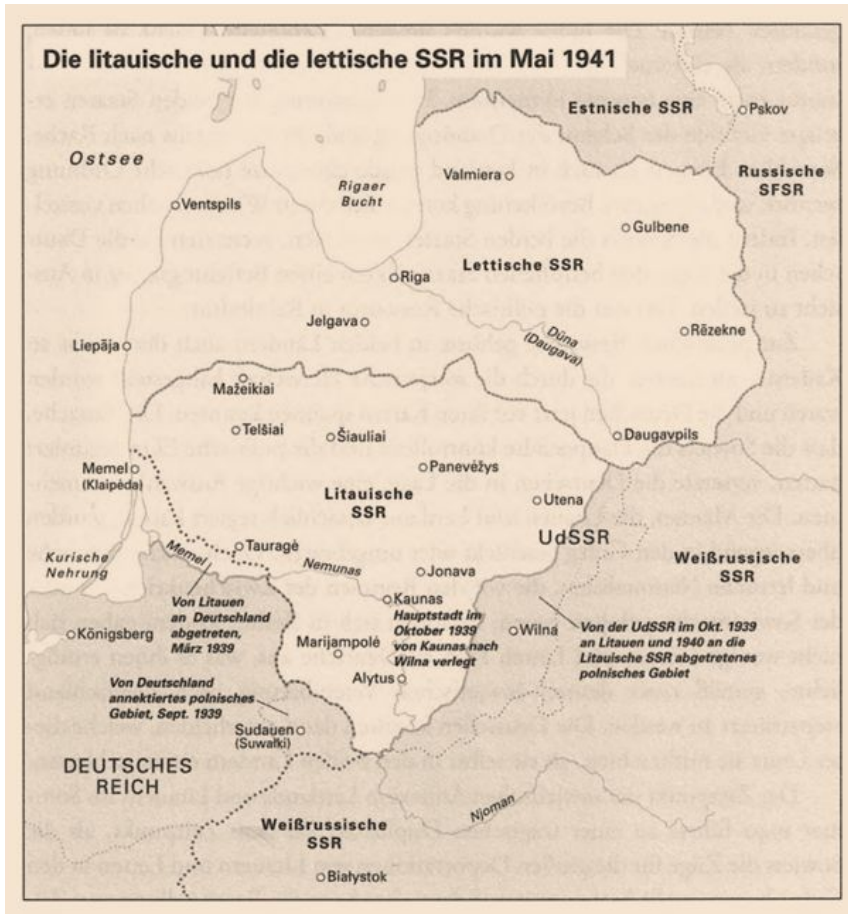 Die litauische und die lettische SSR im Mai 1941
Estnische SSR
Pskov
Ostsee
Rigaer
Bucht
Valmiera
Russische
SFSR
Ventspils
Gulbene
Lettische SSR
Riga
Jelgava
Düna
(Daugava)
Rēzekne
Liepāja
Mažeikiai
Telšiai
Šiauliai
Daugavpils
Memel
(Klaipėda)
Panevėžys
Litauische
SSR
Utena
UdSSR
Weißrussische
SSR
Tauragė
Kurische
Nehrung
Memel
Nemunas
Jonava
Von Litauen
an Deutschland
abgetreten,
März 1939
Kaunas
Hauptstadt im
Oktober 1939
von Kaunas nach
Wilna verlegt
Königsberg
Marijampolė
Wilna
Von der UdSSR im Okt. 1939
an Litauen und 1940 an die
Litauische SSR abgetretenes
polnisches Gebiet
Alytus
Von Deutschland
annektiertes polnisches
Gebiet, Sept. 1939
Sudauen
(Suwałki)
DEUTSCHES
REICH
Njoman
Weißrussische
SSR
Białystok